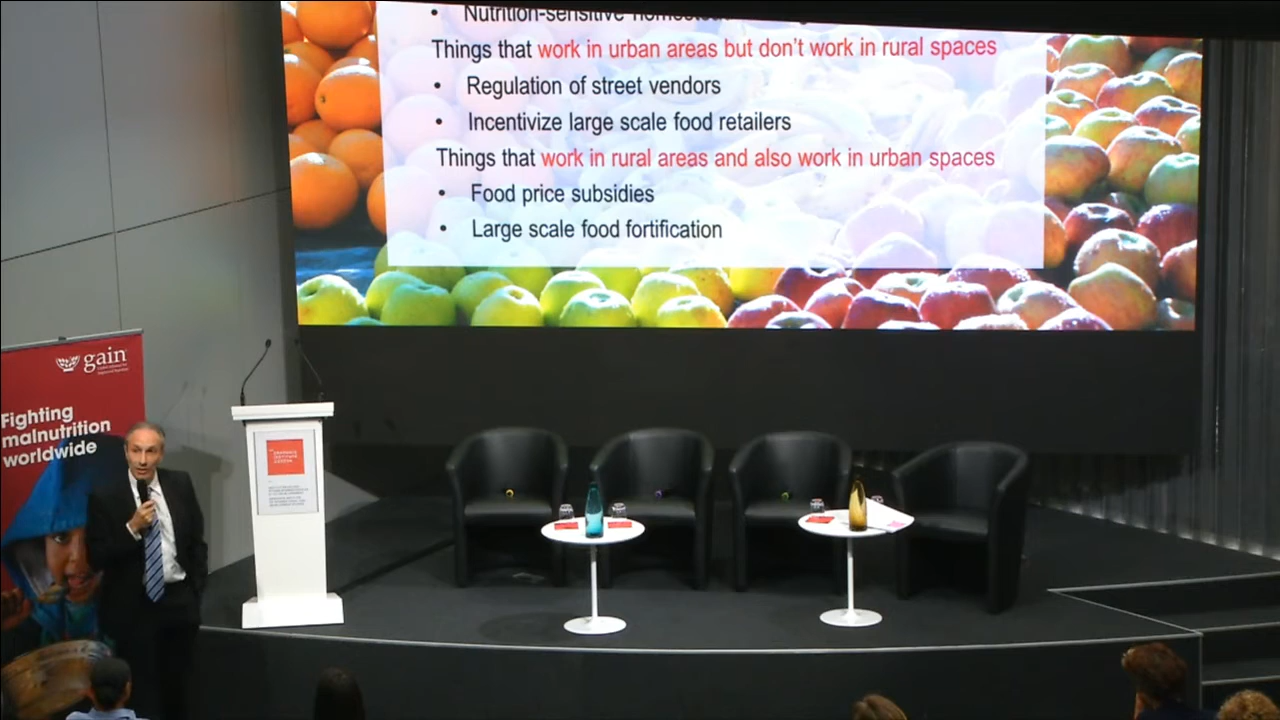 • Nutrition-sensitive
Things that work in urban areas but don't work in rural spaces
• Regulation of street vendors
• Incentivize large scale food retailers
Things that work in rural areas and also work in urban spaces
• Food price subsidies
• Large scale food fortification
gain
Fighting
malnutrition
worldwide